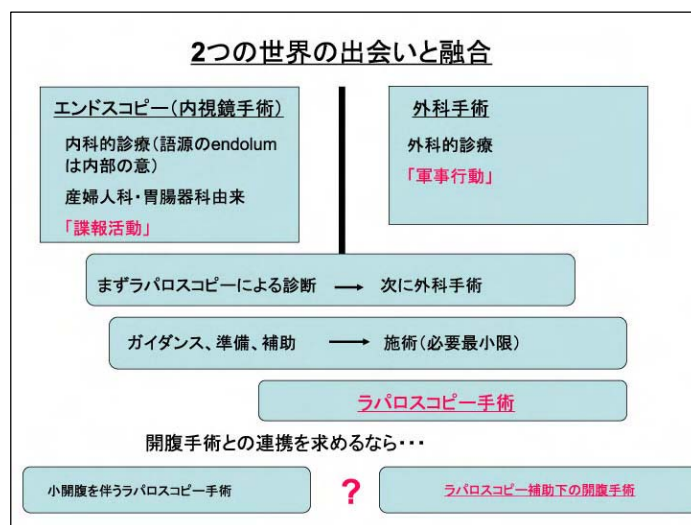 2つの世界の出会いと融合
エンドスコピー(内視鏡手術)
内科的診療(語源のendolum
は内部の意)
産婦人科・胃腸器科由来
「諜報活動」
外科手術
外科的診療
「軍事行動」
まずラパロスコピーによる診断 → 次に外科手術
ガイダンス、準備、補助 → 施術(必要最小限)
ラパロスコピー手術
開腹手術との連携を求めるなら・・・
小開腹を伴うラパロスコピー手術 ? ラパロスコピー補助下の開腹手術